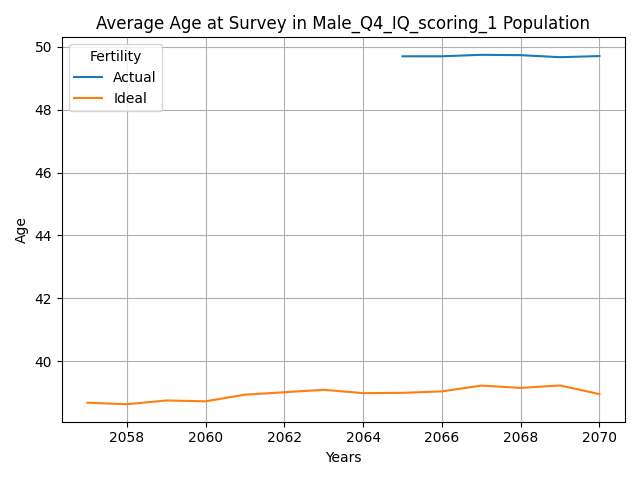 Average Age at Survey in Male_Q4_IQ_scoring_1 Population
Fertility
Actual
Ideal
Age
50
48
46
44
42
40
2058 2060 2062 2064 2066 2068 2070
Years